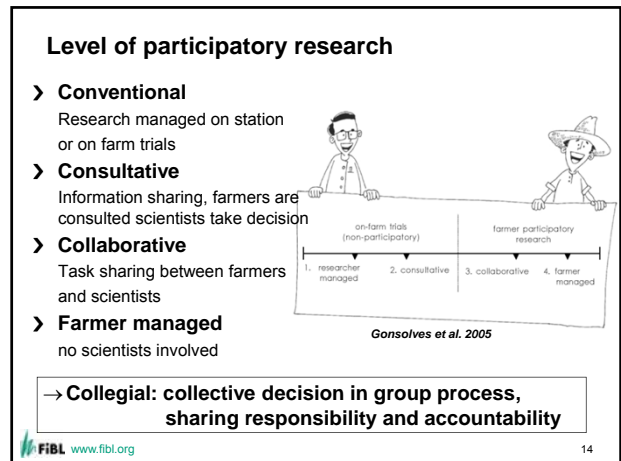 Level of participatory research
❯ Conventional
Research managed on station
or on farm trials
❯ Consultative
Information sharing, farmers are
consulted scientists take decision
❯ Collaborative
Task sharing between farmers
and scientists
❯ Farmer managed
no scientists involved
on-farm trials
(non-participatory)
farmer participatory
research
1. researcher
managed
2. consultative
3. collaborative
4. farmer
managed
Gonsolves et al. 2005
→ Collegial: collective decision in group process,
sharing responsibility and accountability
FiBL www.fibl.org
14